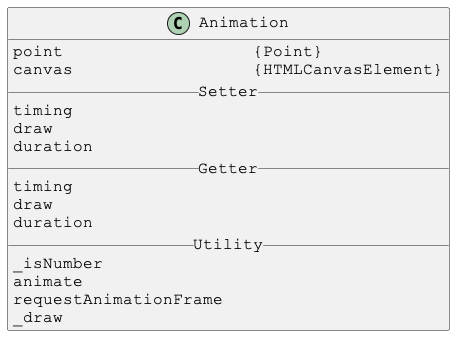 C Animation
point {Point}
canvas {HTMLCanvasElement}
Setter
timing
draw
duration
Getter
timing
draw
duration
Utility
_isNumber
animate
requestAnimationFrame
_draw